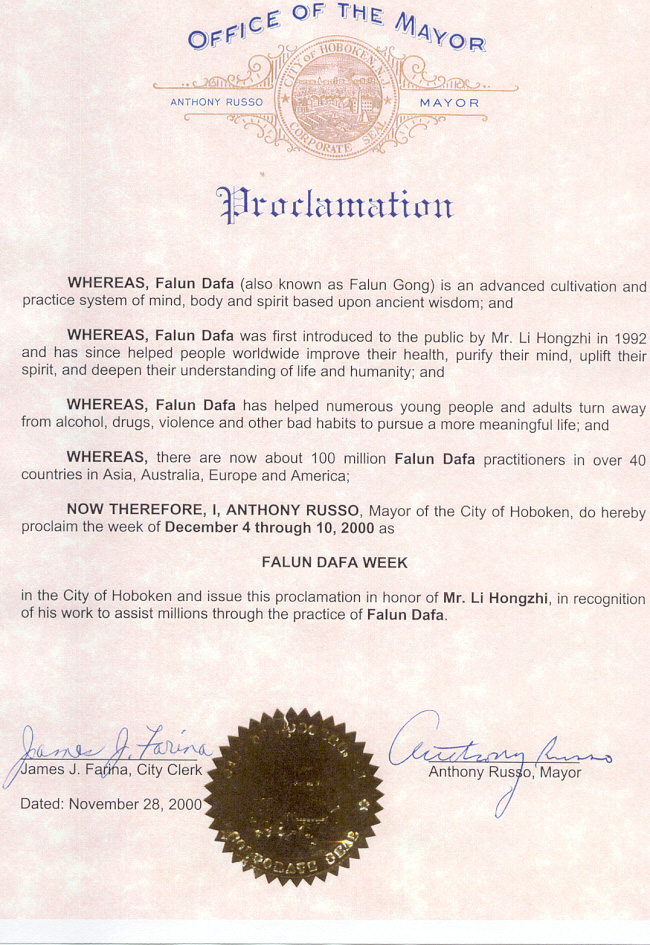 OFFICE OF THE MAYOR
CITY OF HOBOKEN, N.J.
CORPORATE SEAL
ANTHONY RUSSO
MAYOR
Proclamation
WHEREAS, Falun Dafa (also known as Falun Gong) is an advanced cultivation and
practice system of mind, body and spirit based upon ancient wisdom; and
WHEREAS, Falun Dafa was first introduced to the public by Mr. Li Hongzhi in 1992
and has since helped people worldwide improve their health, purify their mind, uplift their
spirit, and deepen their understanding of life and humanity; and
WHEREAS, Falun Dafa has helped numerous young people and adults turn away
from alcohol, drugs, violence and other bad habits to pursue a more meaningful life; and
WHEREAS, there are now about 100 million Falun Dafa practitioners in over 40
countries in Asia, Australia, Europe and America;
NOW THEREFORE, I, ANTHONY RUSSO, Mayor of the City of Hoboken, do hereby
proclaim the week of December 4 through 10, 2000 as
FALUN DAFA WEEK
in the City of Hoboken and issue this proclamation in honor of Mr. Li Hongzhi, in recognition
of his work to assist millions through the practice of Falun Dafa.
James J. Farina
James J. Farina, City Clerk
Dated: November 28, 2000
Anthony Russo
Anthony Russo, Mayor
CORPORATE SEAL